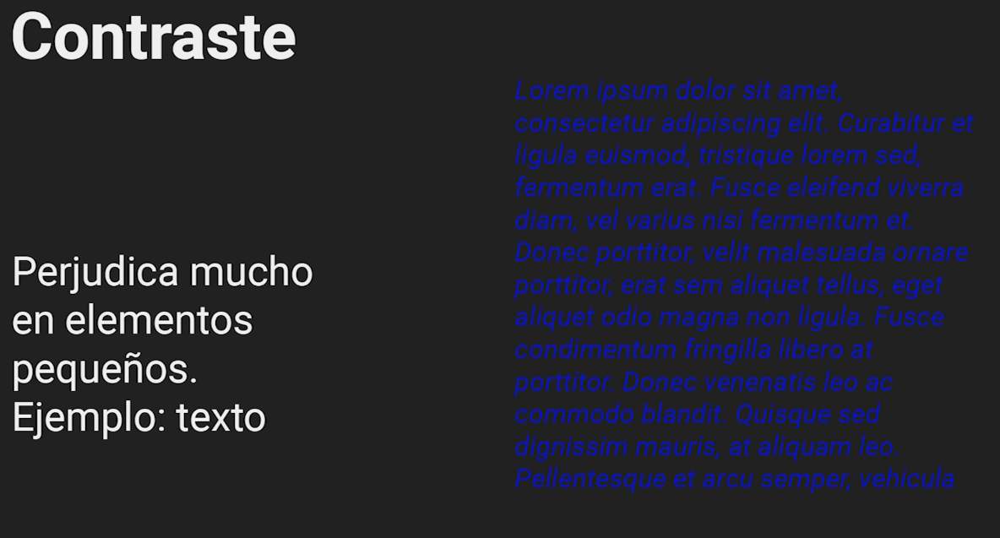 Contraste
Perjudica mucho
en elementos
pequeños.
Ejemplo: texto
Lorem ipsum dolor sit amet,
consectetur adipiscing elit. Curabitur et
ligula euismod, tristique lorem sed,
fermentum erat. Fusce eleifend viverra
diam, vel varius nisi fermentum et.
Donec porttitor, velit malesuada ornare
porttitor, erat sem aliquet tellus, eget
aliquet odio magna non ligula. Fusce
condimentum fringilla libero at
porttitor. Donec venenatis leo ac
commodo blandit. Quisque sed
dignissim mauris, at aliquam leo.
Pellentesque et arcu semper, vehicula